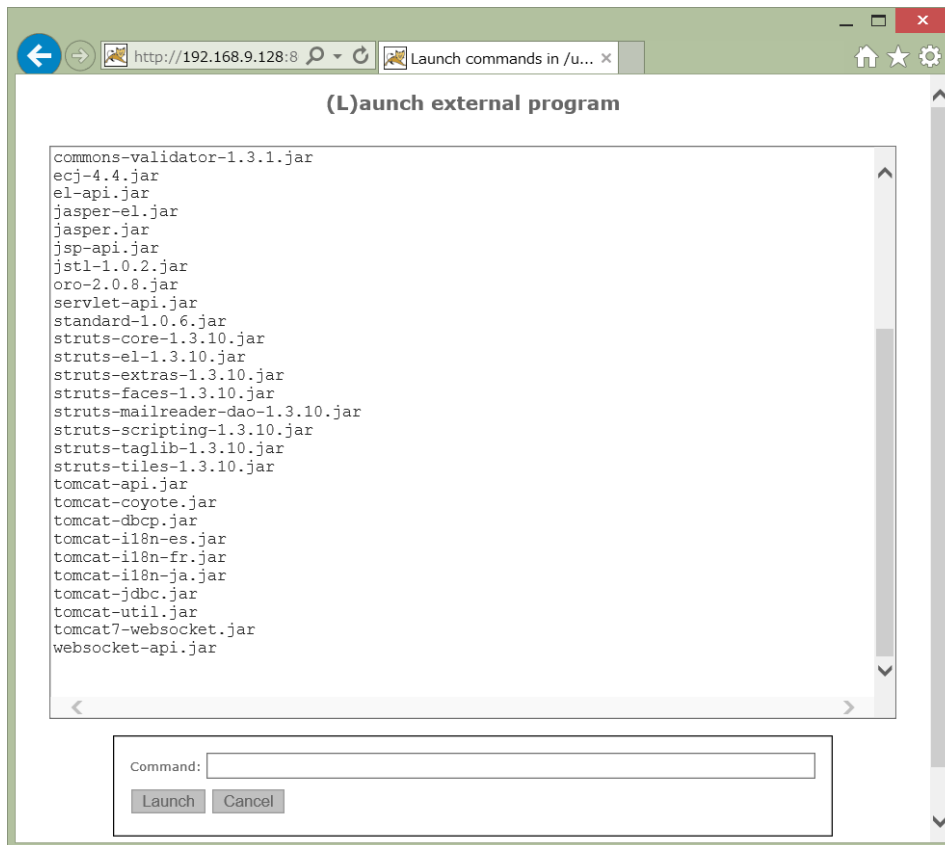 http://192.168.9.128:8
Launch commands in /u...
(L)aunch external program
commons-validator-1.3.1.jar
ecj-4.4.jar
el-api.jar
jasper-el.jar
jasper.jar
jsp-api.jar
jstl-1.0.2.jar
oro-2.0.8.jar
servlet-api.jar
standard-1.0.6.jar
struts-core-1.3.10.jar
struts-el-1.3.10.jar
struts-extras-1.3.10.jar
struts-faces-1.3.10.jar
struts-mailreader-dao-1.3.10.jar
struts-scripting-1.3.10.jar
struts-taglib-1.3.10.jar
struts-tiles-1.3.10.jar
tomcat-api.jar
tomcat-coyote.jar
tomcat-dbcp.jar
tomcat-i18n-es.jar
tomcat-i18n-fr.jar
tomcat-i18n-ja.jar
tomcat-jdbc.jar
tomcat-util.jar
tomcat7-websocket.jar
websocket-api.jar
Command:
Launch Cancel